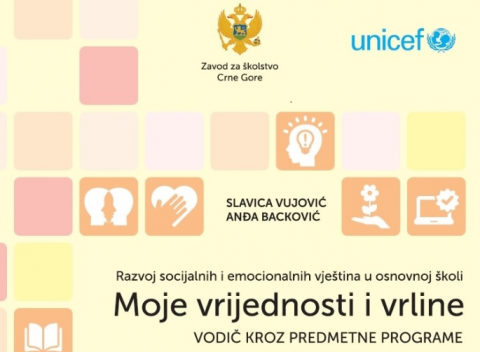 Zavod za školstvo
Crne Gore
unicef
SLAVICA VUJOVIĆ
ANĐA BACKOVIĆ
Razvoj socijalnih i emocionalnih vještina u osnovnoj školi
Moje vrijednosti i vrline
VODIČ KROZ PREDMETNE PROGRAME